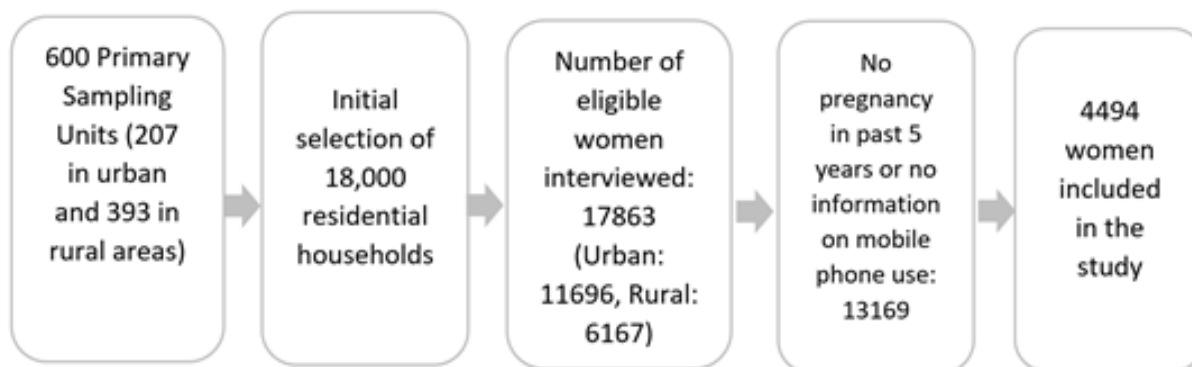 600 Primary
Sampling
Units (207
in urban
and 393 in
rural areas)
Initial
selection of
18,000
residential
households
Number of
eligible
women
interviewed:
17863
(Urban:
11696, Rural:
6167)
No
pregnancy
in past 5
years or no
information
on mobile
phone use:
13169
4494
women
included
in the
study